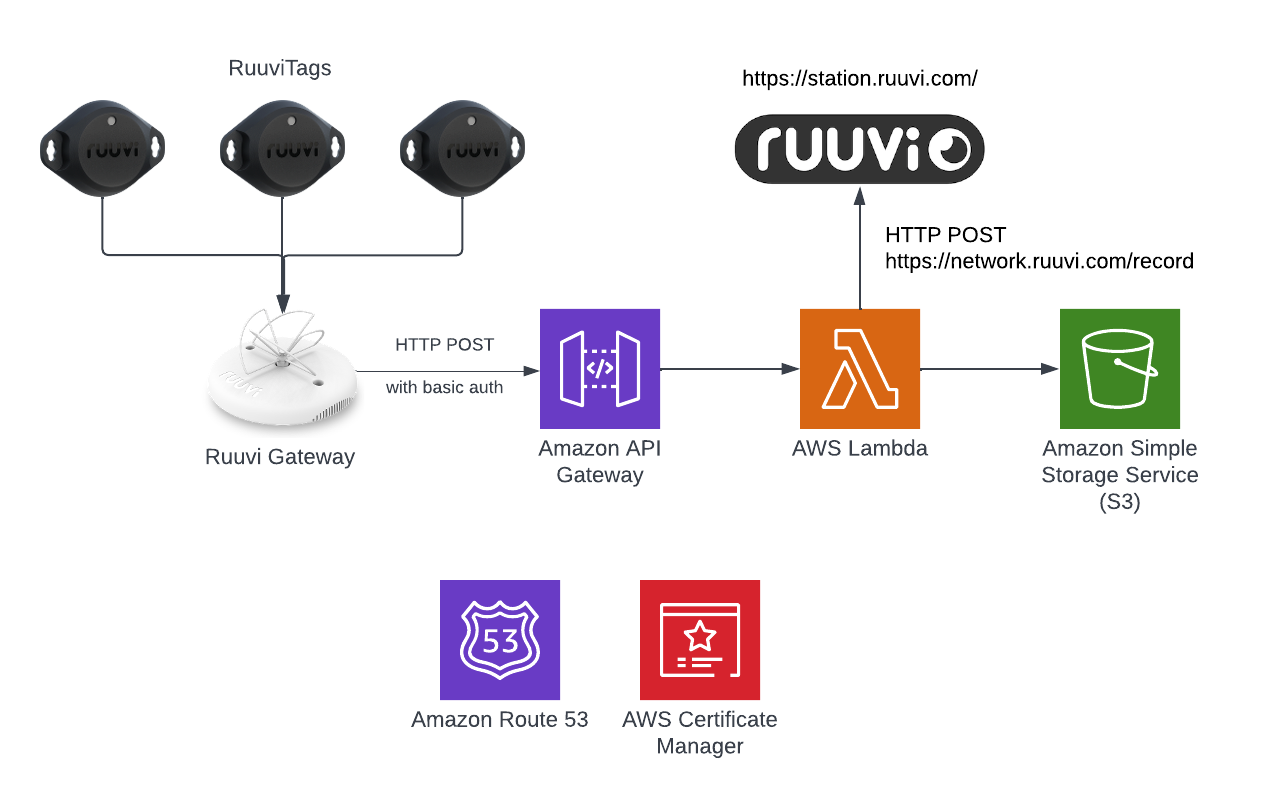 RuuviTags
https://station.ruuvi.com/
ruuvi
ruuvi
ruuvi
ruuvi
HTTP POST
https://network.ruuvi.com/record
ruuvi
HTTP POST
with basic auth
</>
Ruuvi Gateway
Amazon API
Gateway
AWS Lambda
Amazon Simple
Storage Service
(S3)
53
Amazon Route 53
AWS Certificate
Manager